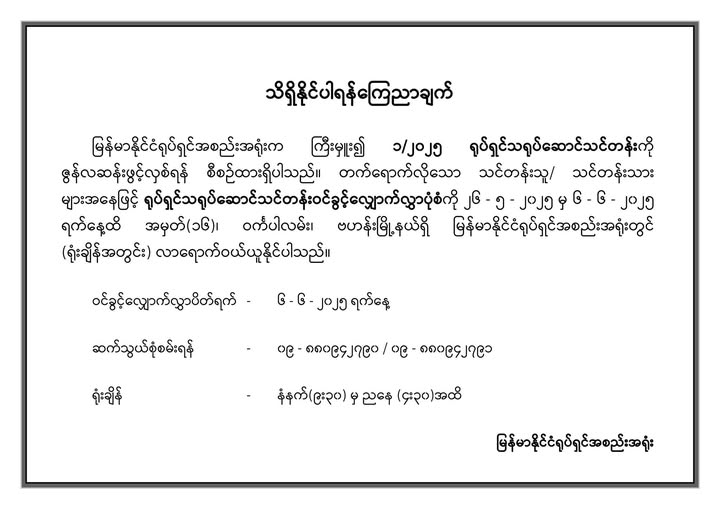 သိရှိနိုင်ပါရန်ကြေညာချက်
မြန်မာနိုင်ငံရုပ်ရှင်အစည်းအရုံးက ကြီးမှူး၍ ၁/၂၀၂၅ ရုပ်ရှင်သရုပ်ဆောင်သင်တန်းကို
ဇွန်လဆန်းဖွင့်လှစ်ရန် စီစဉ်ထားရှိပါသည်။ တက်ရောက်လိုသော သင်တန်းသူ/ သင်တန်းသား
များအနေဖြင့် ရုပ်ရှင်သရုပ်ဆောင်သင်တန်းဝင်ခွင့်လျှောက်လွှာပုံစံကို ၂၆ - ၅ - ၂၀၂၅ မှ ၆ - ၆ - ၂၀၂၅
ရက်နေ့ထိ အမှတ်(၁၆)၊ ဝင်္ကပါလမ်း၊ ဗဟန်းမြို့နယ်ရှိ မြန်မာနိုင်ငံရုပ်ရှင်အစည်းအရုံးတွင်
(ရုံးချိန်အတွင်း) လာရောက်ဝယ်ယူနိုင်ပါသည်။
ဝင်ခွင့်လျှောက်လွှာပိတ်ရက် - ၆ - ၆ - ၂၀၂၅ ရက်နေ့
ဆက်သွယ်စုံစမ်းရန် - ၀၉ - ၈၈၀၉၄၂၇၉၀ / ၀၉ - ၈၈၀၉၄၂၇၉၁
ရုံးချိန် - နံနက်(၉း၃၀) မှ ညနေ (၄း၃၀)အထိ
မြန်မာနိုင်ငံရုပ်ရှင်အစည်းအရုံး